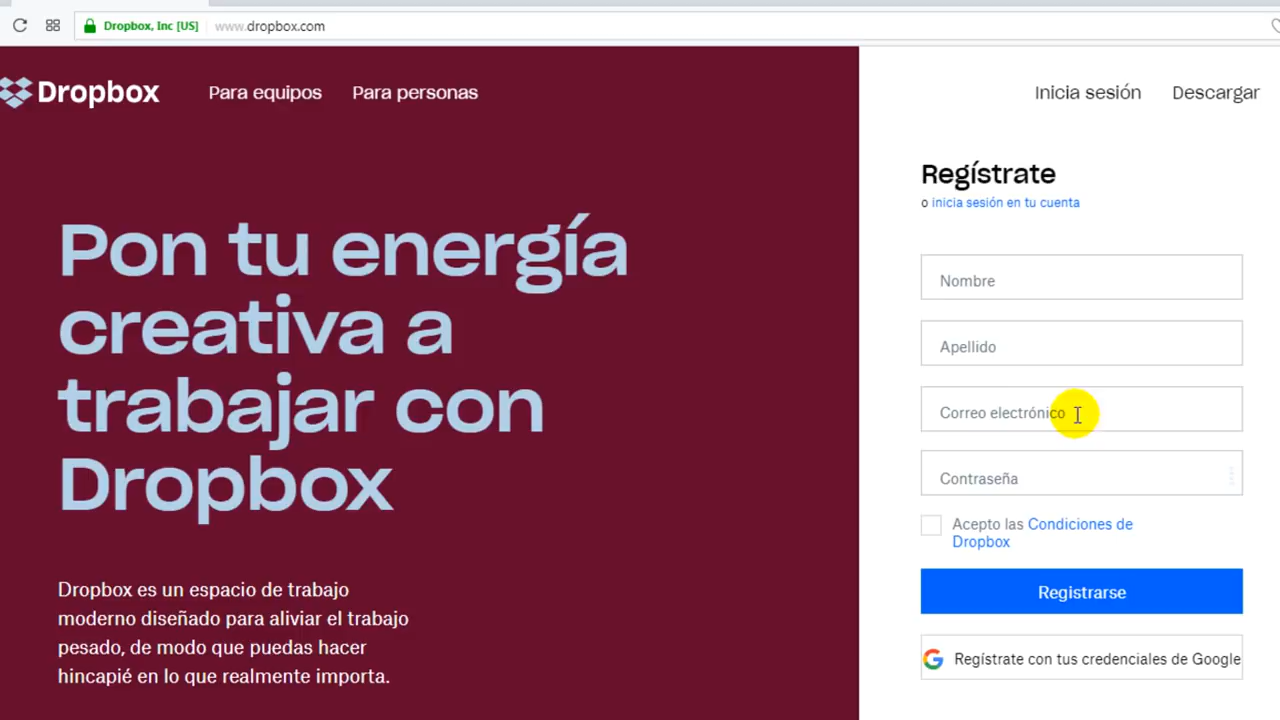 Dropbox, Inc [US] www.dropbox.com
Dropbox Para equipos Para personas
Inicia sesión Descargar
Pon tu energía
creativa a
trabajar con
Dropbox
Dropbox es un espacio de trabajo
moderno diseñado para aliviar el trabajo
pesado, de modo que puedas hacer
hincapié en lo que realmente importa.
Regístrate
o inicia sesión en tu cuenta
Nombre
Apellido
Correo electrónico
Contraseña
Acepto las Condiciones de
Dropbox
Registrarse
Regístrate con tus credenciales de Google